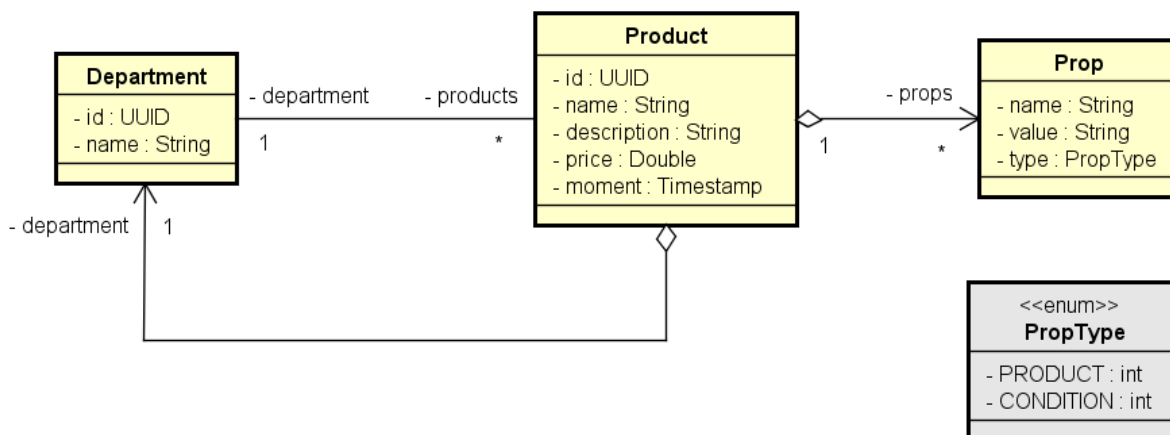 Department
- id : UUID
- name : String
- department
1
- products
*
Product
- id : UUID
- name : String
- description : String
- price : Double
- moment : Timestamp
1
- props
*
Prop
- name : String
- value : String
- type : PropType
- department
1
<<enum>>
PropType
- PRODUCT : int
- CONDITION : int